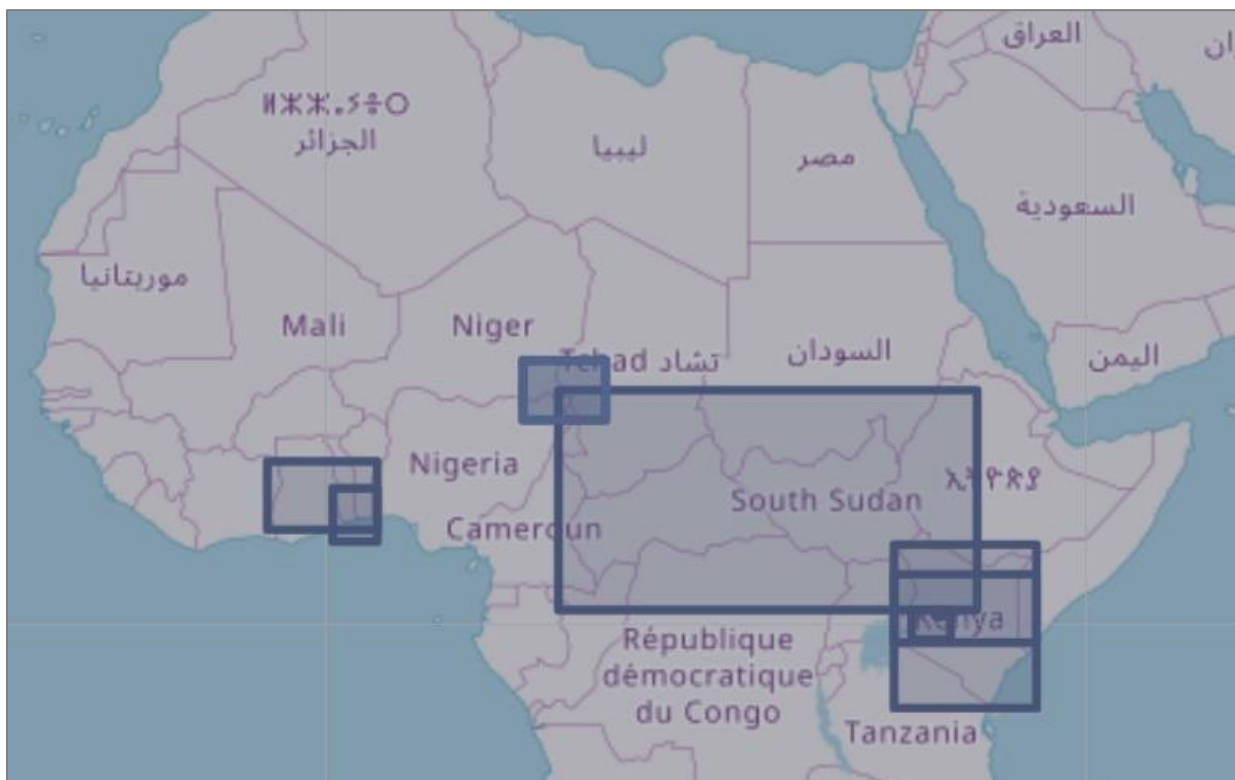 العراق
ⵍⵣⵣⴰⵢⴻⵔ
الجزائر
ليبيا
مصر
السعودية
موريتانيا
Mali
Niger
Tchad تشاد
السودان
اليمن
Nigeria
South Sudan
Cameroun
Kenya
République
démocratique
du Congo
Tanzania